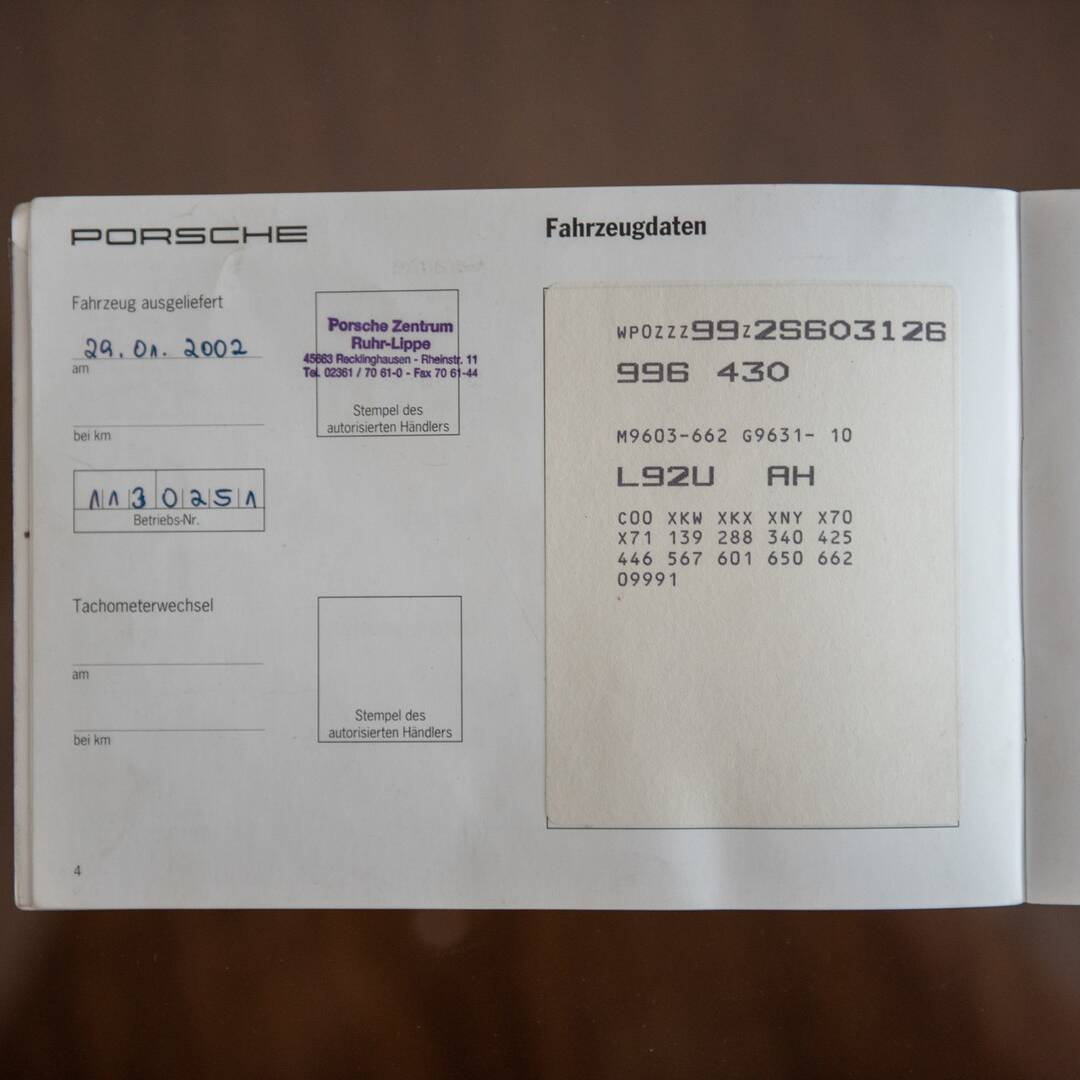 PORSCHE
Fahrzeug ausgeliefert
29.01.2002
am
bei km
1130251
Betriebs-Nr.
Porsche Zentrum
Ruhr-Lippe
45663 Recklinghausen - Rheinstr. 11
Tel. 02361 / 70 61-0 - Fax 70 61-44
Stempel des
autorisierten Händlers
Tachometerwechsel
am
bei km
Stempel des
autorisierten Händlers
4
Fahrzeugdaten
WPOZZZ99Z2S603126
996 430
M9603-662 G9631- 10
L92U AH
C00 XKW XKX XNY X70
X71 139 288 340 425
446 567 601 650 662
09991